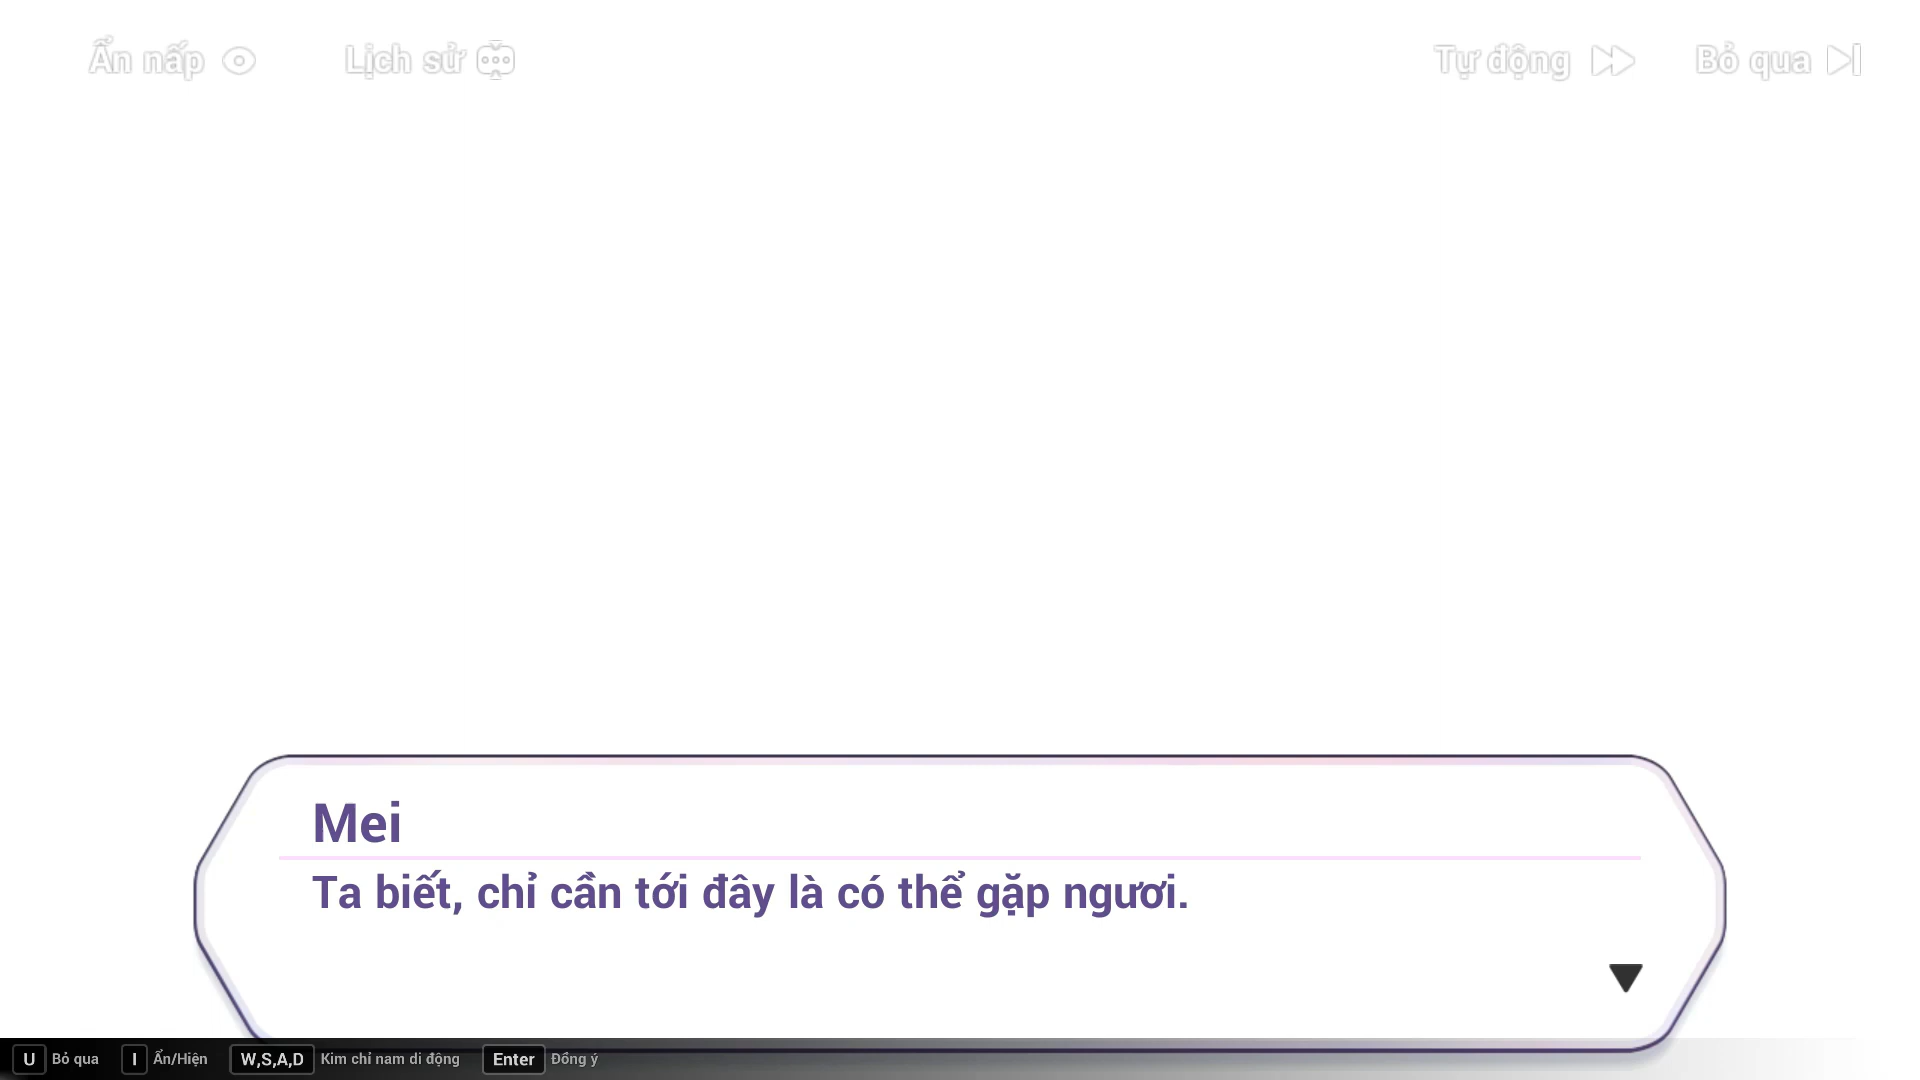 Ẩn nấp
Lịch sử
Tự động
Bỏ qua
Mei
Ta biết, chỉ cần tới đây là có thể gặp ngươi.
U Bỏ qua I Ẩn/Hiện W,S,A,D Kim chỉ nam di động Enter Đồng ý